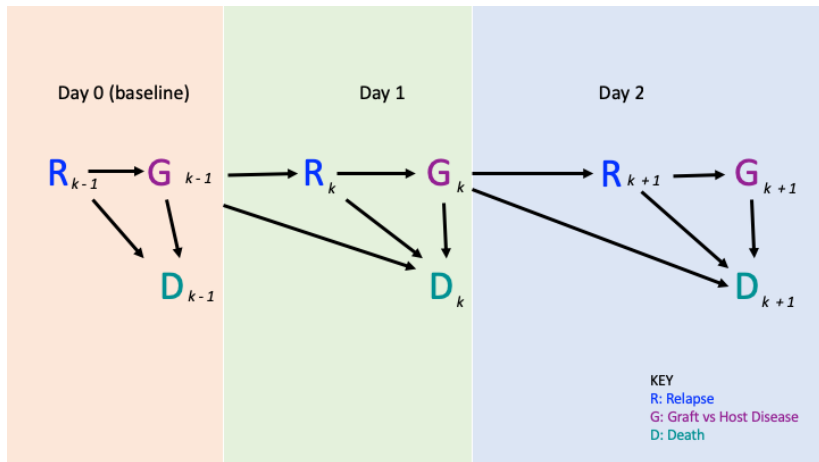 Day 0 (baseline) Day 1 Day 2
R k-1 G k-1 R k G k R k+1 G k+1
D k-1 D k D k+1
KEY
R: Relapse
G: Graft vs Host Disease
D: Death